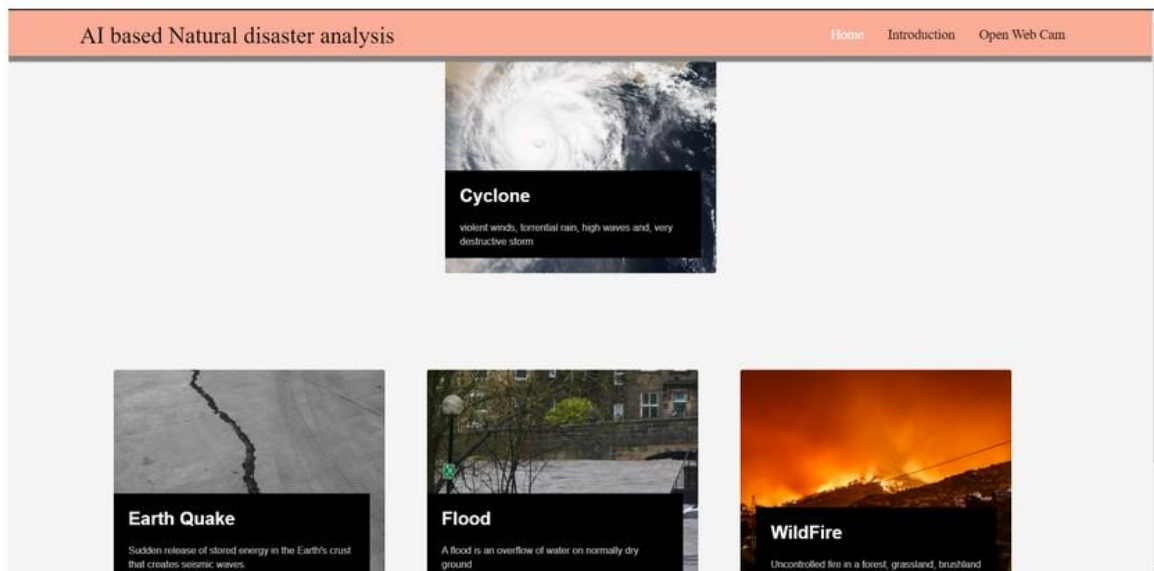 AI based Natural disaster analysis
Home Introduction Open Web Cam
Cyclone
violent winds, torrential rain, high waves and, very
destructive storm
Earth Quake
Sudden release of stored energy in the Earth's crust
that creates seismic waves.
Flood
A flood is an overflow of water on normally dry
ground
WildFire
Uncontrolled fire in a forest, grassland, brushland